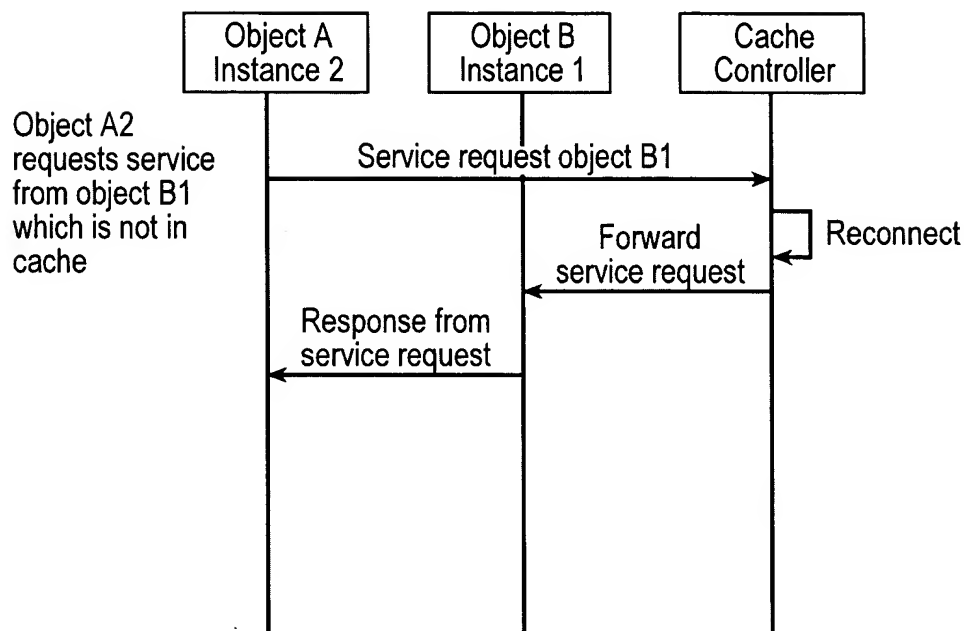 Object A
Instance 2
Object B
Instance 1
Cache
Controller
Object A2
requests service
from object B1
which is not in
cache
Service request object B1
Reconnect
Forward
service request
Response from
service request